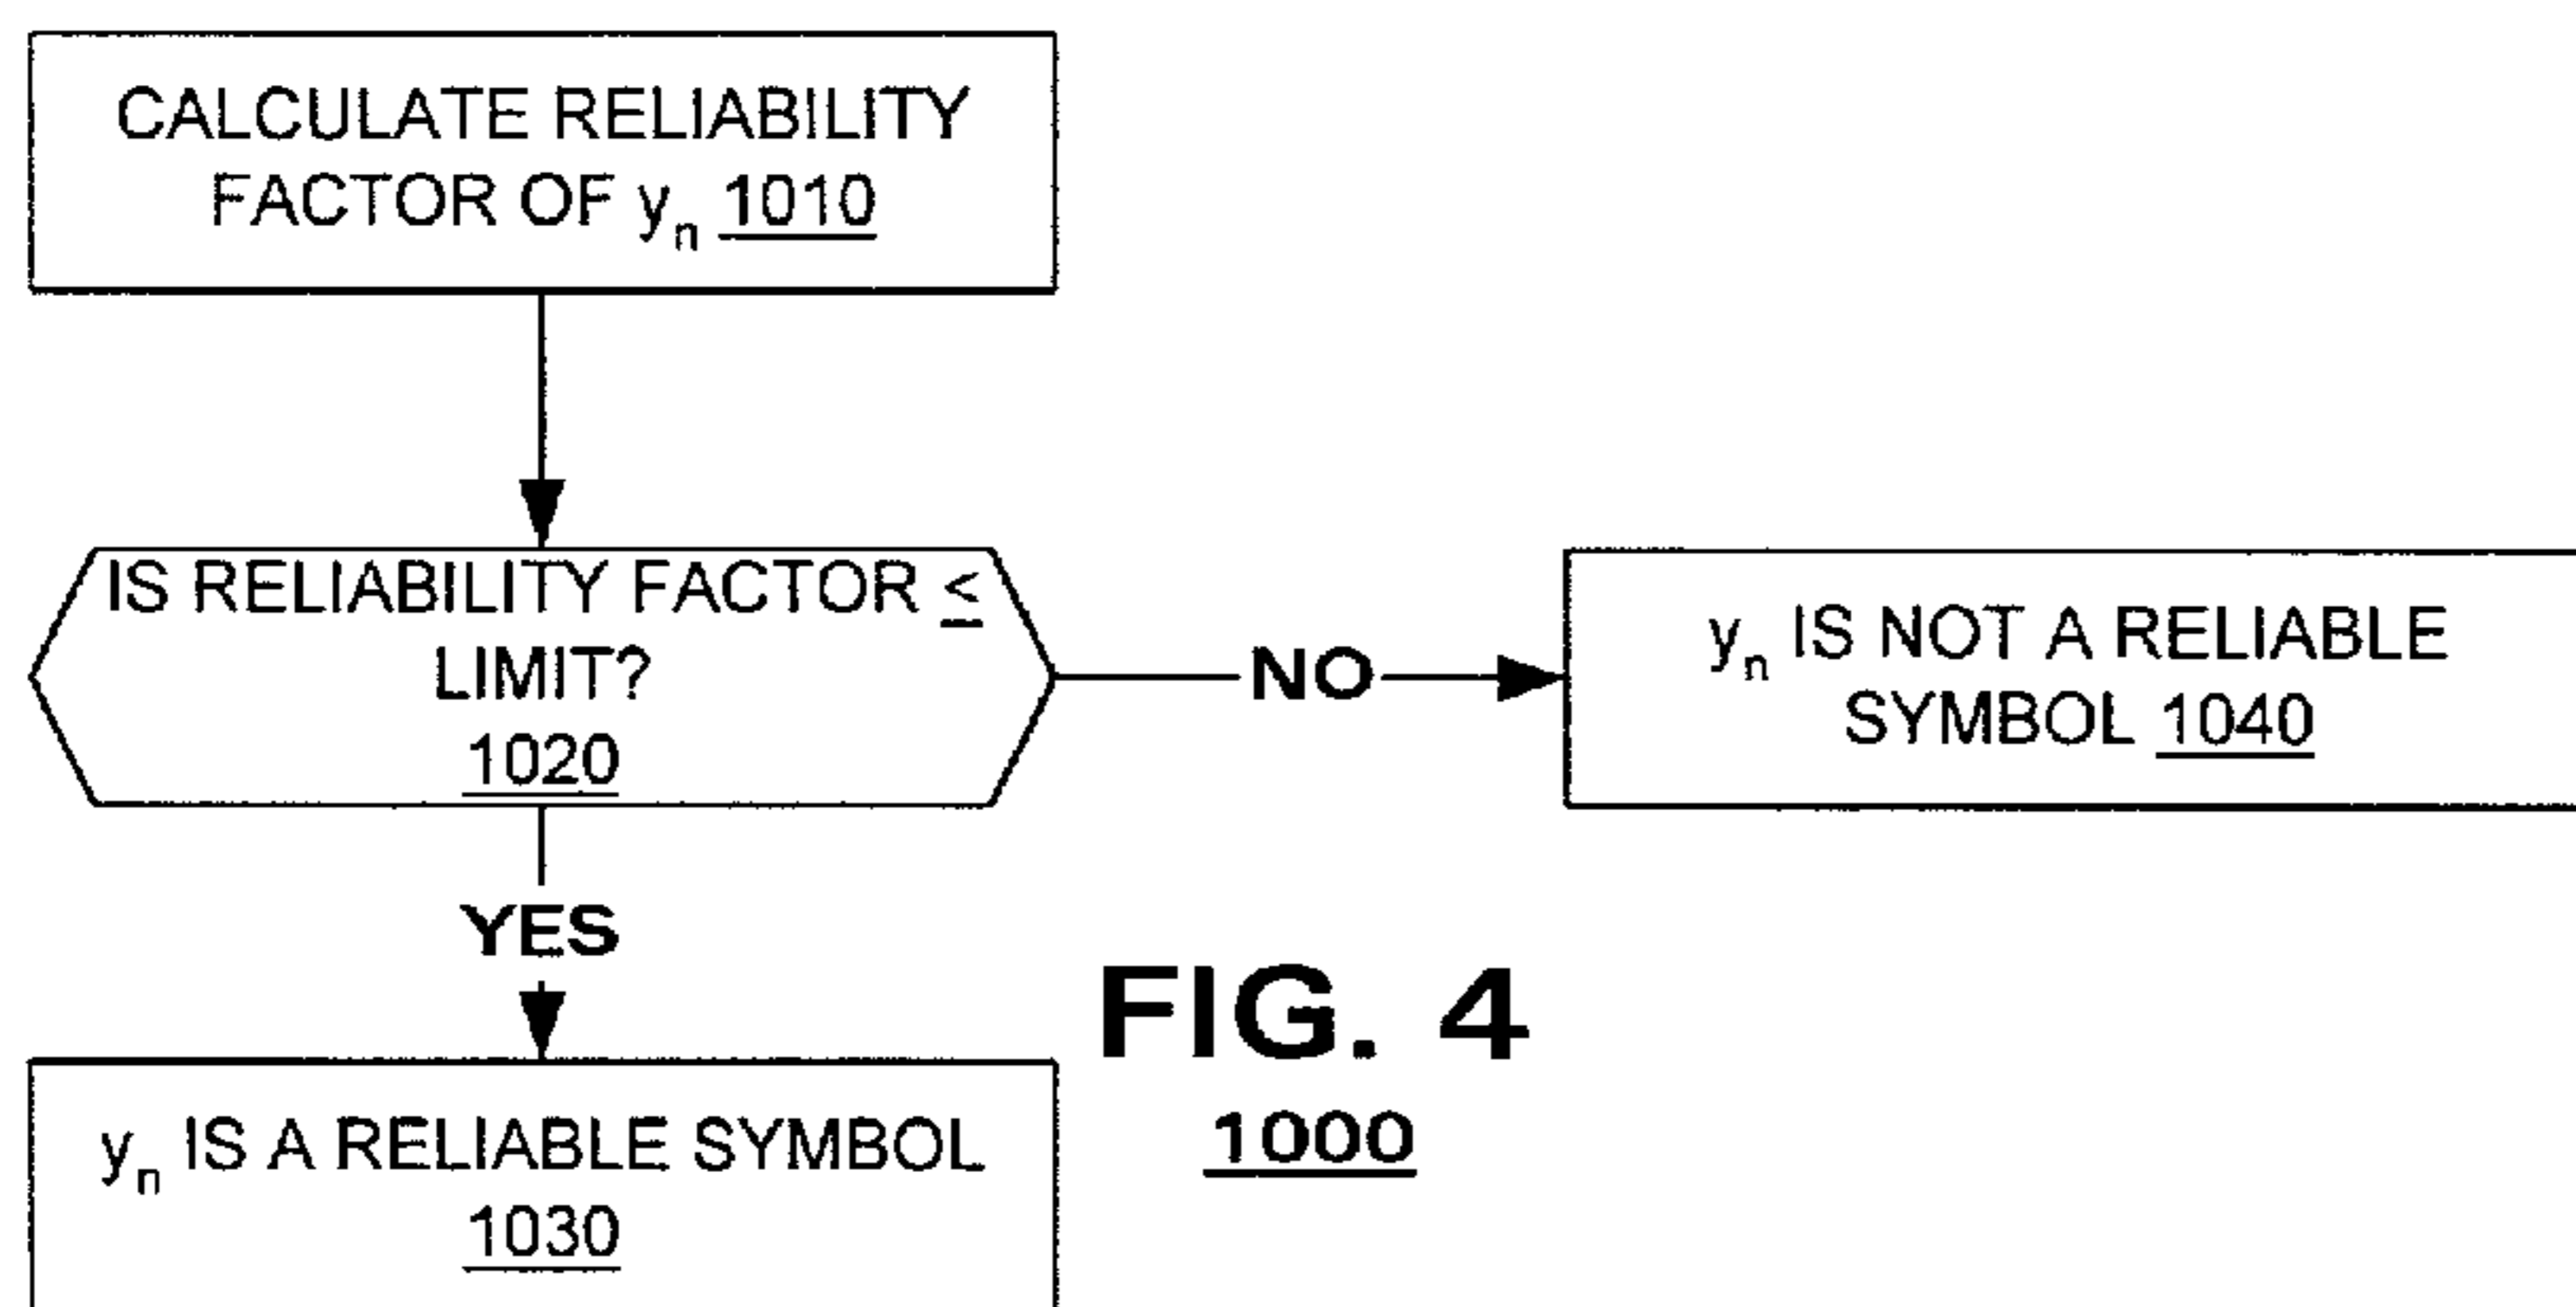 CALCULATE RELIABILITY
FACTOR OF yₙ 1010
IS RELIABILITY FACTOR ≤
LIMIT?
1020
NO
yₙ IS NOT A RELIABLE
SYMBOL 1040
YES
yₙ IS A RELIABLE SYMBOL
1030
FIG. 4
1000